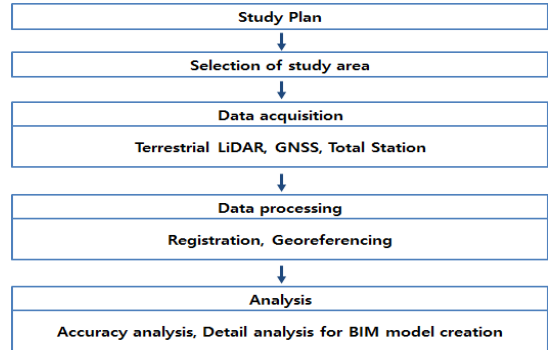 Study Plan
Selection of study area
Data acquisition
Terrestrial LiDAR, GNSS, Total Station
Data processing
Registration, Georeferencing
Analysis
Accuracy analysis, Detail analysis for BIM model creation